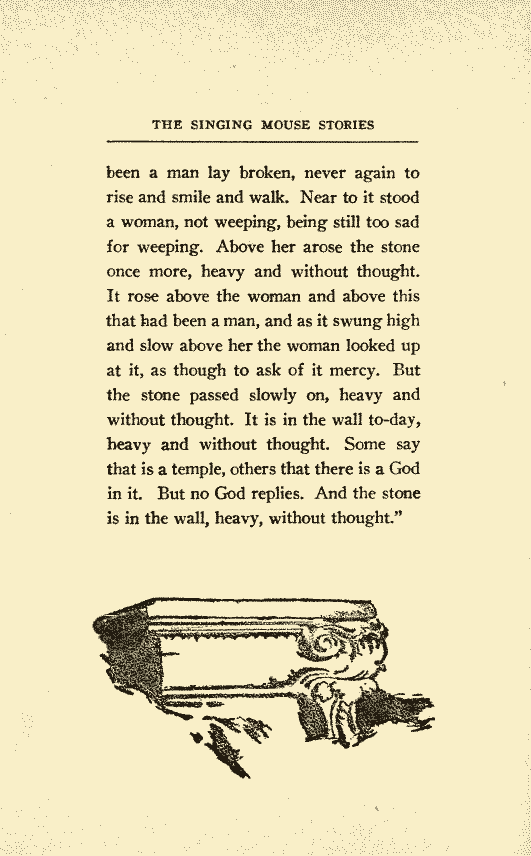 THE SINGING MOUSE STORIES
been a man lay broken, never again to
rise and smile and walk. Near to it stood
a woman, not weeping, being still too sad
for weeping. Above her arose the stone
once more, heavy and without thought.
It rose above the woman and above this
that had been a man, and as it swung high
and slow above her the woman looked up
at it, as though to ask of it mercy. But
the stone passed slowly on, heavy and
without thought. It is in the wall to-day,
heavy and without thought. Some say
that is a temple, others that there is a God
in it. But no God replies. And the stone
is in the wall, heavy, without thought.”